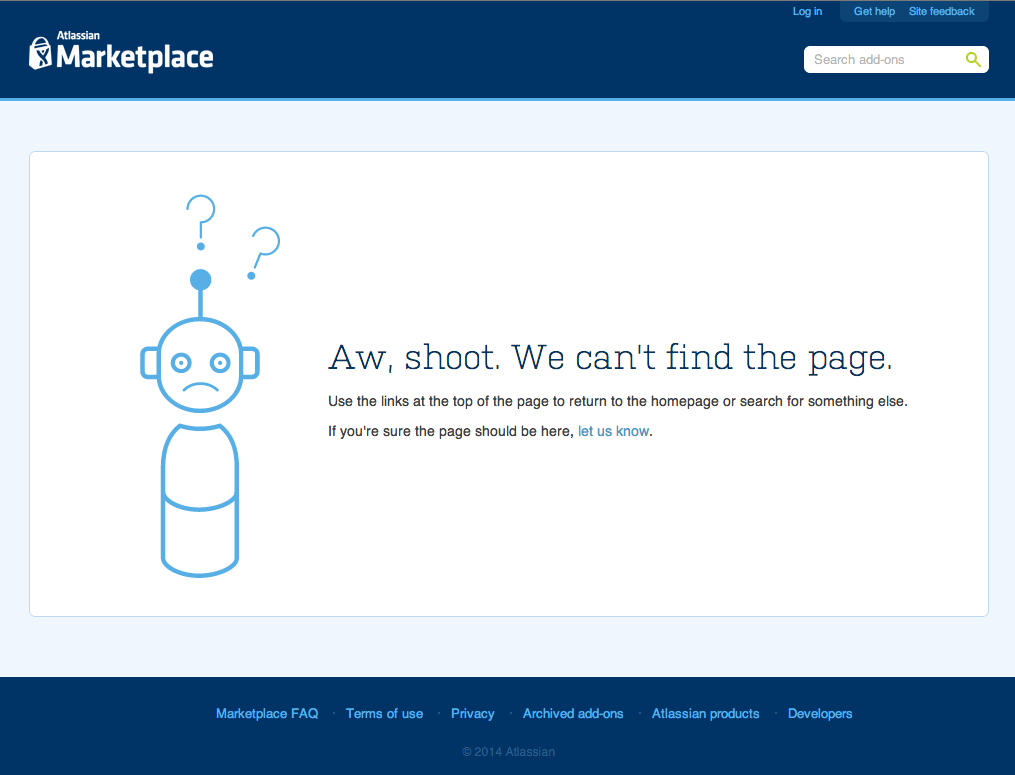 Log in Get help Site feedback
Atlassian
Marketplace
Search add-ons
? ?
Aw, shoot. We can't find the page.
Use the links at the top of the page to return to the homepage or search for something else.
If you're sure the page should be here, let us know.
Marketplace FAQ · Terms of use · Privacy · Archived add-ons · Atlassian products · Developers
© 2014 Atlassian